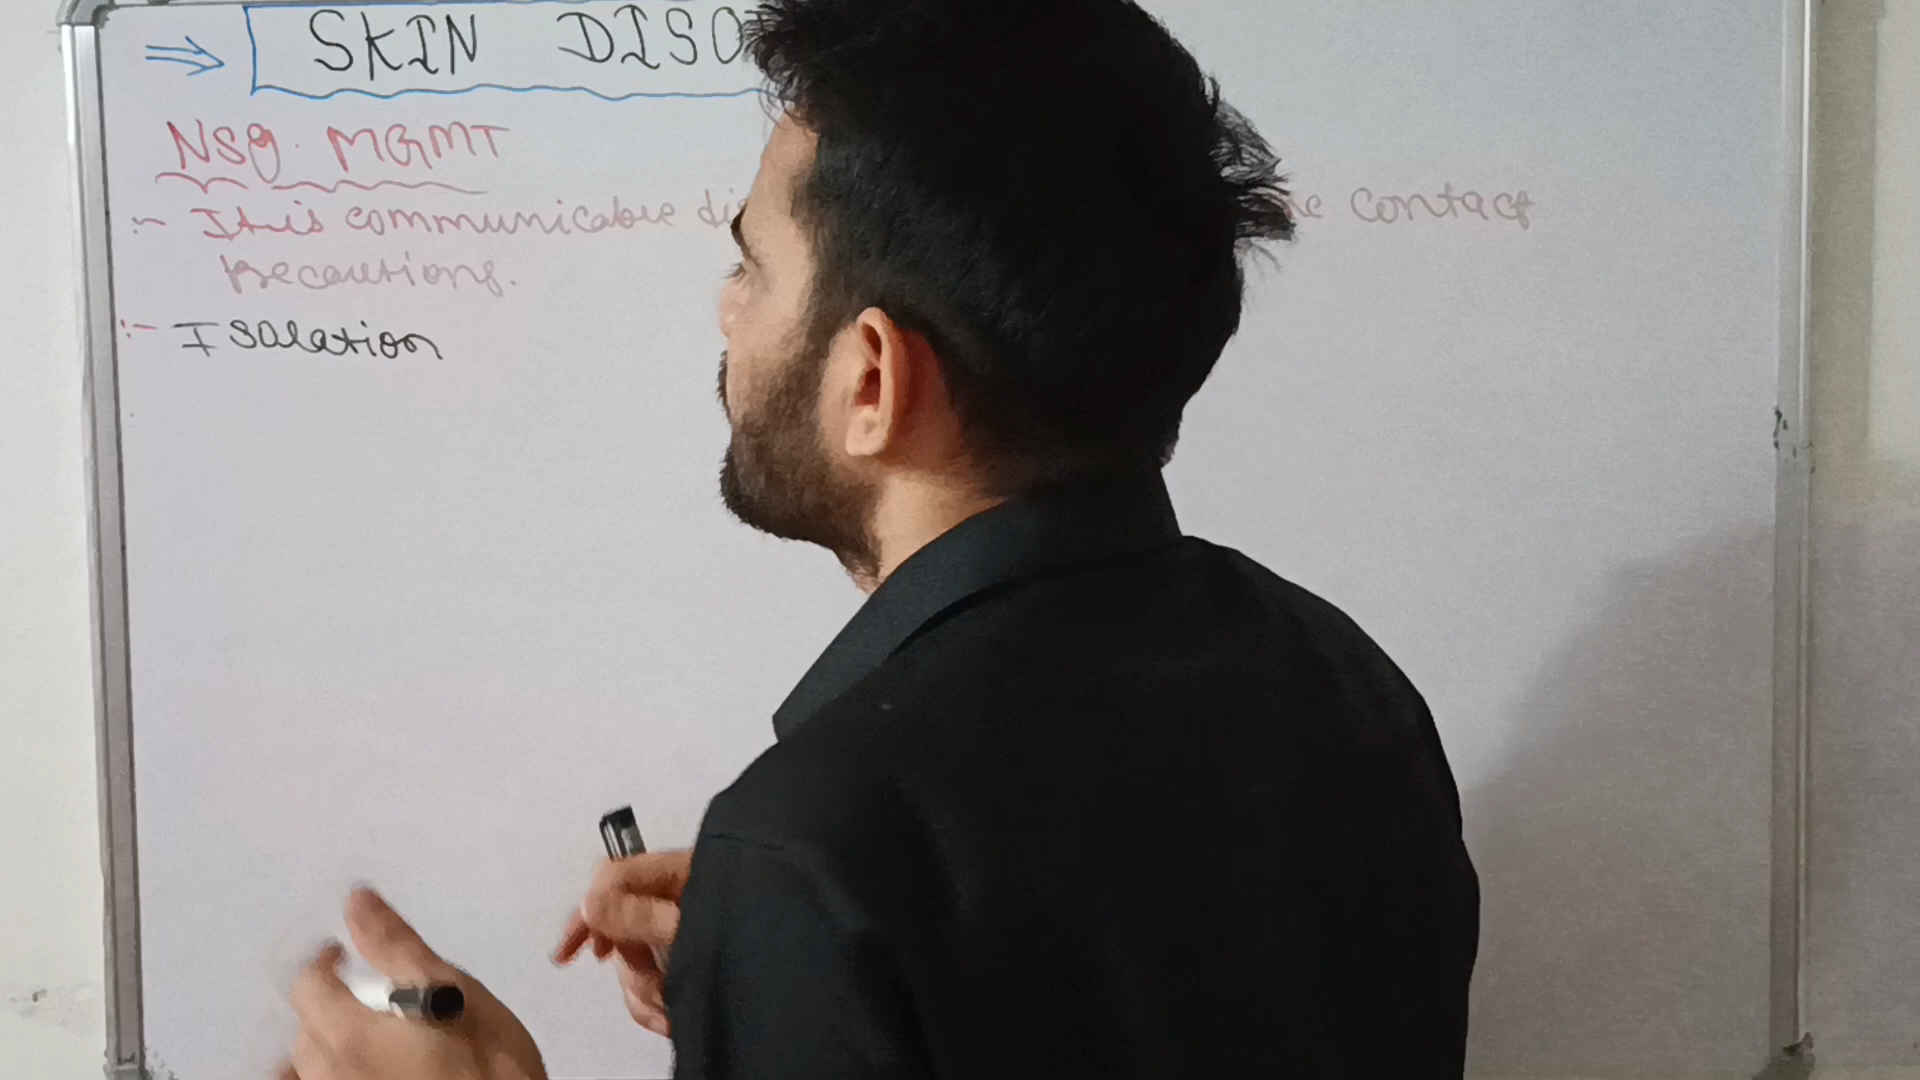 ⇒ SKIN DISO
Nsg. MGMT
:- It is communicable di
contact
precautions.
:- Isolation